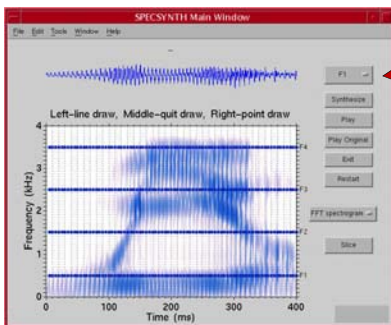 SPECSYNTH Main Window
File Edit Tools Window Help
F1
Synthesize
Play
Play Original
Exit
Restart
FFT spectrogram
Slice
Left-line draw, Middle-quit draw, Right-point draw
4
3
2
1
0
Frequency (kHz)
F4
F3
F2
F1
0 100 200 300 400
Time (ms)